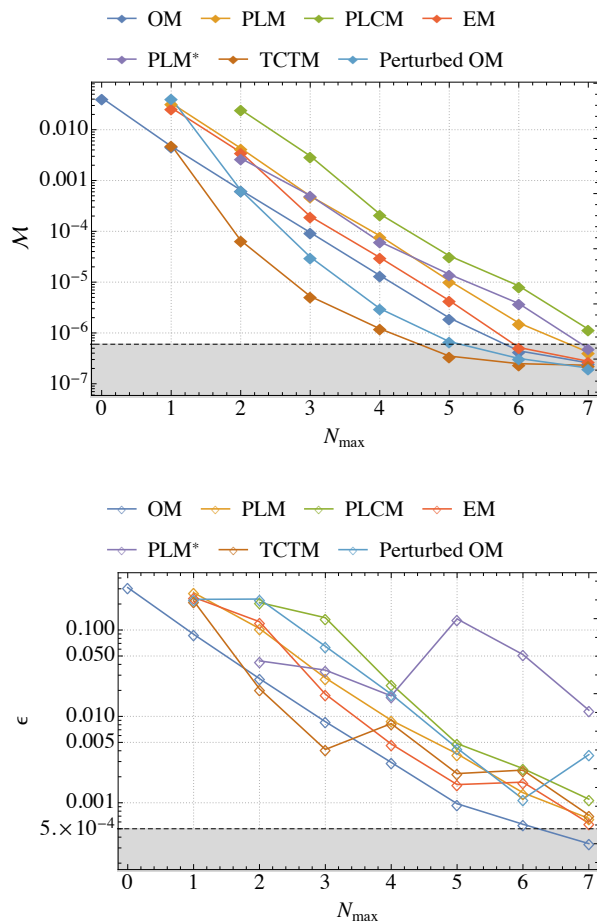 OM PLM PLCM EM
PLM* TCTM Perturbed OM
0.010
0.001
10⁻⁴
10⁻⁵
10⁻⁶
10⁻⁷
ℳ
0 1 2 3 4 5 6 7
N_max
OM PLM PLCM EM
PLM* TCTM Perturbed OM
0.100
0.050
0.010
0.005
0.001
5.×10⁻⁴
ϵ
0 1 2 3 4 5 6 7
N_max